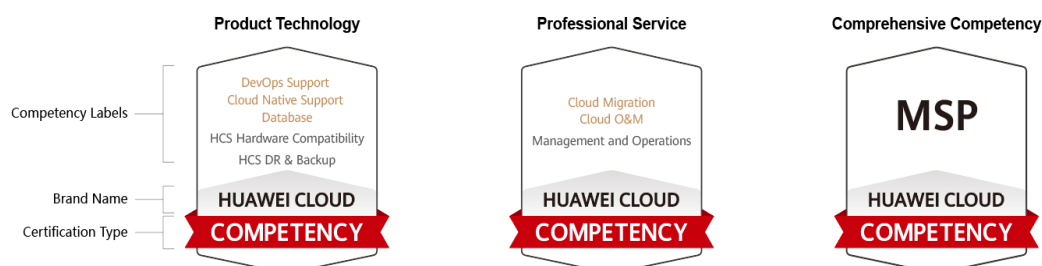 Product Technology
Professional Service
Comprehensive Competency
Competency Labels
DevOps Support
Cloud Native Support
Database
HCS Hardware Compatibility
HCS DR & Backup
Cloud Migration
Cloud O&M
Management and Operations
MSP
Brand Name
HUAWEI CLOUD
HUAWEI CLOUD
HUAWEI CLOUD
Certification Type
COMPETENCY
COMPETENCY
COMPETENCY